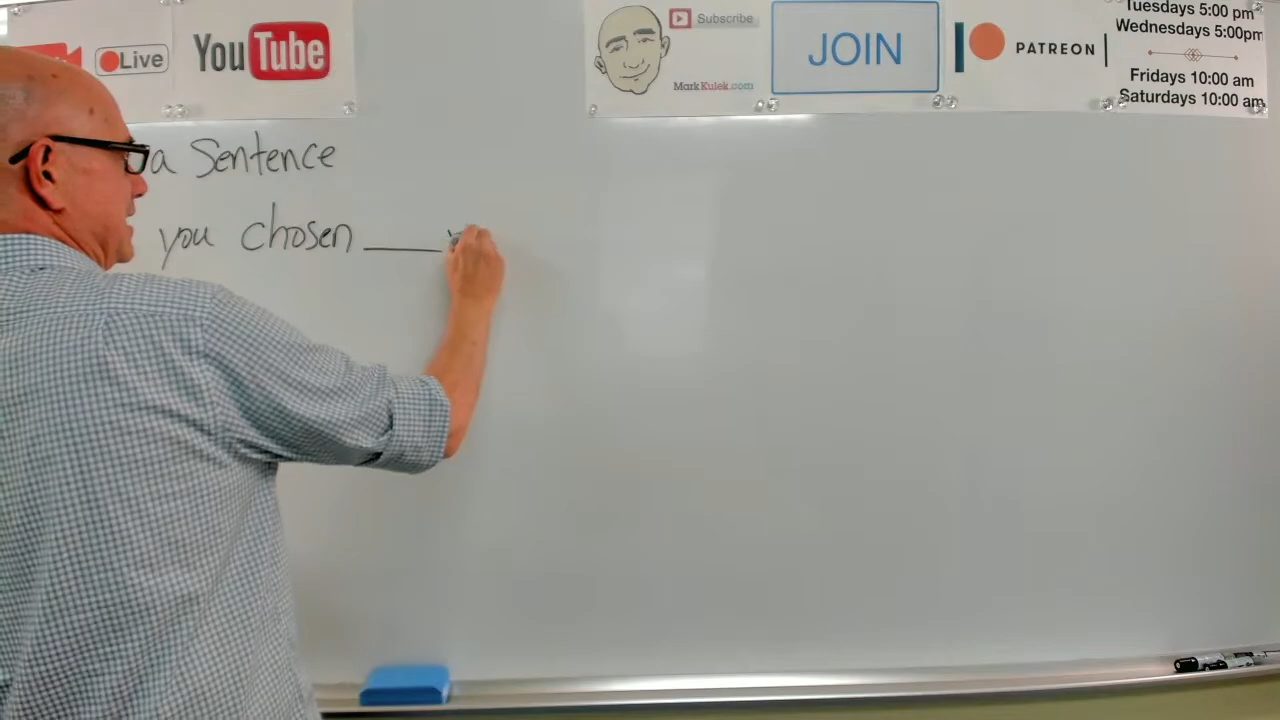 Live
YouTube
Subscribe
MarkKulek.com
JOIN
PATREON
Tuesdays 5:00 pm
Wednesdays 5:00pm
Fridays 10:00 am
Saturdays 10:00 am
a Sentence
you chosen ____